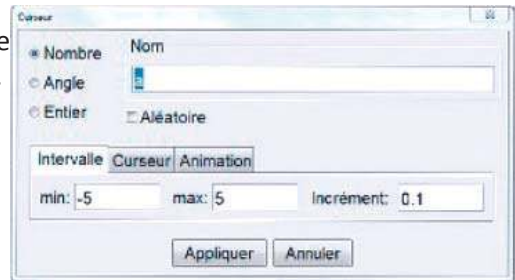 Curseur
e
Nombre
Nom
a
Angle
Entier
Aléatoire
Intervalle Curseur Animation
min: -5 max: 5 Incrément: 0.1
Appliquer Annuler